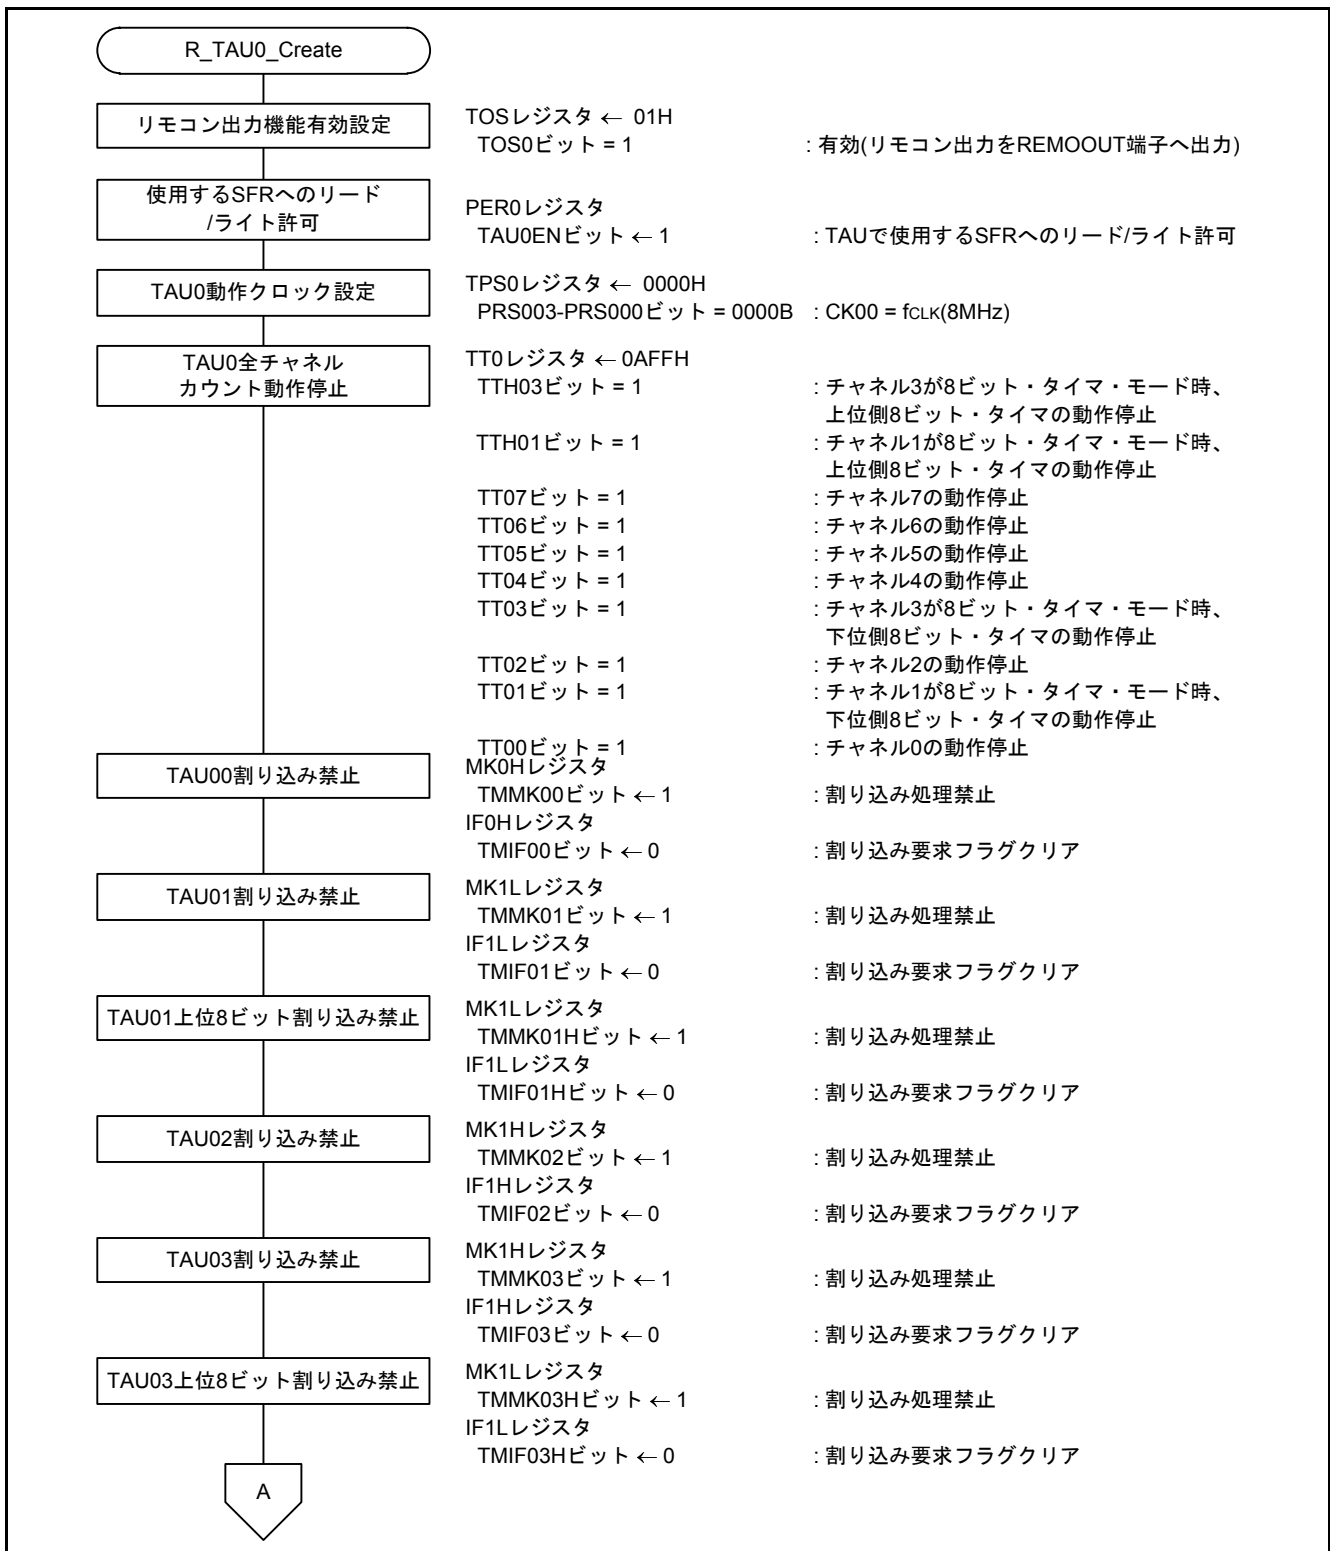 R_TAU0_Create
リモコン出力機能有効設定
TOSレジスタ ← 01H
TOS0ビット = 1 : 有効(リモコン出力をREMOOUT端子へ出力)
使用するSFRへのリード
/ライト許可
PER0レジスタ
TAU0ENビット ← 1 : TAUで使用するSFRへのリード/ライト許可
TAU0動作クロック設定
TPS0レジスタ ← 0000H
PRS003-PRS000ビット = 0000B : CK00 = fCLK(8MHz)
TAU0全チャネル
カウント動作停止
TT0レジスタ ← 0AFFH
TTH03ビット = 1 : チャネル3が8ビット・タイマ・モード時、
上位側8ビット・タイマの動作停止
TTH01ビット = 1 : チャネル1が8ビット・タイマ・モード時、
上位側8ビット・タイマの動作停止
TT07ビット = 1 : チャネル7の動作停止
TT06ビット = 1 : チャネル6の動作停止
TT05ビット = 1 : チャネル5の動作停止
TT04ビット = 1 : チャネル4の動作停止
TT03ビット = 1 : チャネル3が8ビット・タイマ・モード時、
下位側8ビット・タイマの動作停止
TT02ビット = 1 : チャネル2の動作停止
TT01ビット = 1 : チャネル1が8ビット・タイマ・モード時、
下位側8ビット・タイマの動作停止
TT00ビット = 1 : チャネル0の動作停止
TAU00割り込み禁止
MK0Hレジスタ
TMMK00ビット ← 1 : 割り込み処理禁止
IF0Hレジスタ
TMIF00ビット ← 0 : 割り込み要求フラグクリア
TAU01割り込み禁止
MK1Lレジスタ
TMMK01ビット ← 1 : 割り込み処理禁止
IF1Lレジスタ
TMIF01ビット ← 0 : 割り込み要求フラグクリア
TAU01上位8ビット割り込み禁止
MK1Lレジスタ
TMMK01Hビット ← 1 : 割り込み処理禁止
IF1Lレジスタ
TMIF01Hビット ← 0 : 割り込み要求フラグクリア
TAU02割り込み禁止
MK1Hレジスタ
TMMK02ビット ← 1 : 割り込み処理禁止
IF1Hレジスタ
TMIF02ビット ← 0 : 割り込み要求フラグクリア
TAU03割り込み禁止
MK1Hレジスタ
TMMK03ビット ← 1 : 割り込み処理禁止
IF1Hレジスタ
TMIF03ビット ← 0 : 割り込み要求フラグクリア
TAU03上位8ビット割り込み禁止
MK1Lレジスタ
TMMK03Hビット ← 1 : 割り込み処理禁止
IF1Lレジスタ
TMIF03Hビット ← 0 : 割り込み要求フラグクリア
A